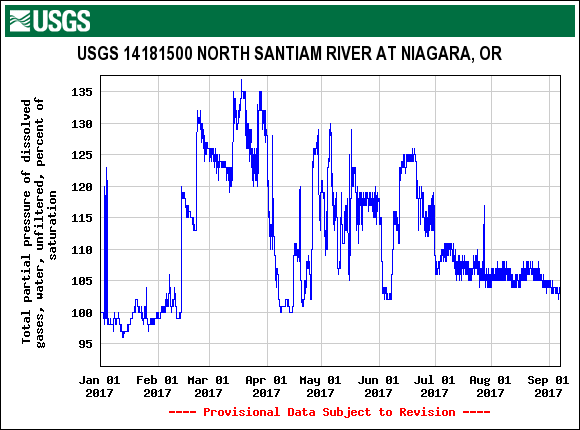 USGS
USGS 14181500 NORTH SANTIAM RIVER AT NIAGARA, OR
Total partial pressure of dissolved
gases, water, unfiltered, percent of
saturation
135
130
125
120
115
110
105
100
95
Jan 01 Feb 01 Mar 01 Apr 01 May 01 Jun 01 Jul 01 Aug 01 Sep 01
2017 2017 2017 2017 2017 2017 2017 2017 2017
---- Provisional Data Subject to Revision ----